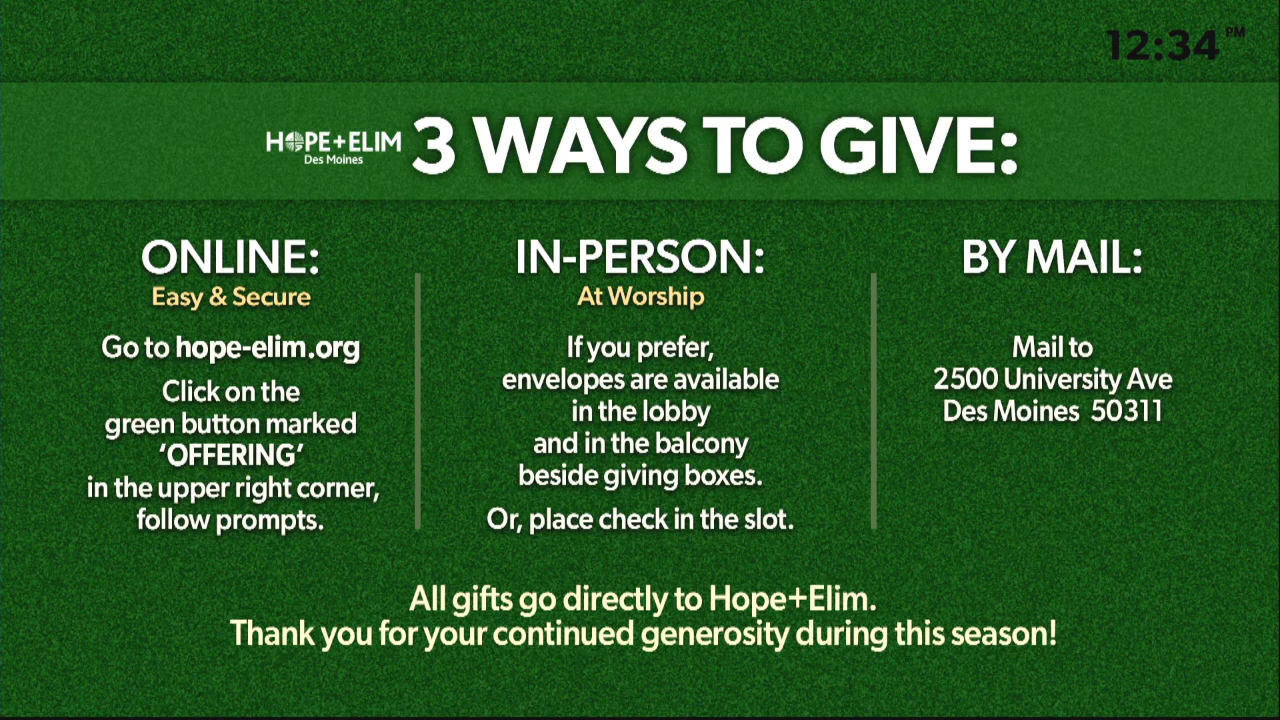 12:34 PM
HOPE+ELIM
Des Moines
3 WAYS TO GIVE:
ONLINE:
Easy & Secure
Go to hope-elim.org
Click on the
green button marked
‘OFFERING’
in the upper right corner,
follow prompts.
IN-PERSON:
At Worship
If you prefer,
envelopes are available
in the lobby
and in the balcony
beside giving boxes.
Or, place check in the slot.
BY MAIL:
Mail to
2500 University Ave
Des Moines  50311
All gifts go directly to Hope+Elim.
Thank you for your continued generosity during this season!